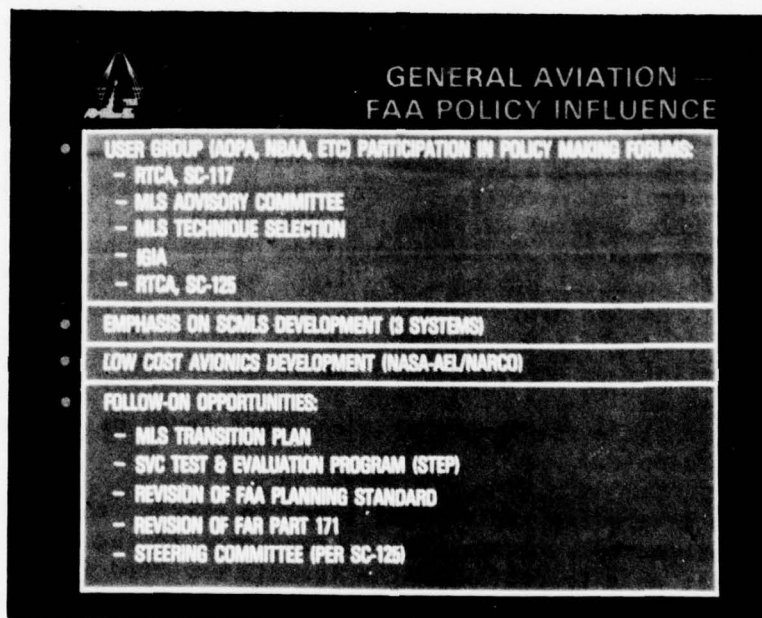 GENERAL AVIATION —
FAA POLICY INFLUENCE
• USER GROUP (AOPA, NBAA, ETC) PARTICIPATION IN POLICY MAKING FORUMS:
– RTCA, SC-117
– MLS ADVISORY COMMITTEE
– MLS TECHNIQUE SELECTION
– IGIA
– RTCA, SC-125
• EMPHASIS ON SCMLS DEVELOPMENT (3 SYSTEMS)
• LOW COST AVIONICS DEVELOPMENT (NASA-AEL/NARCO)
• FOLLOW-ON OPPORTUNITIES:
– MLS TRANSITION PLAN
– SVC TEST & EVALUATION PROGRAM (STEP)
– REVISION OF FAA PLANNING STANDARD
– REVISION OF FAR PART 171
– STEERING COMMITTEE (PER SC-125)